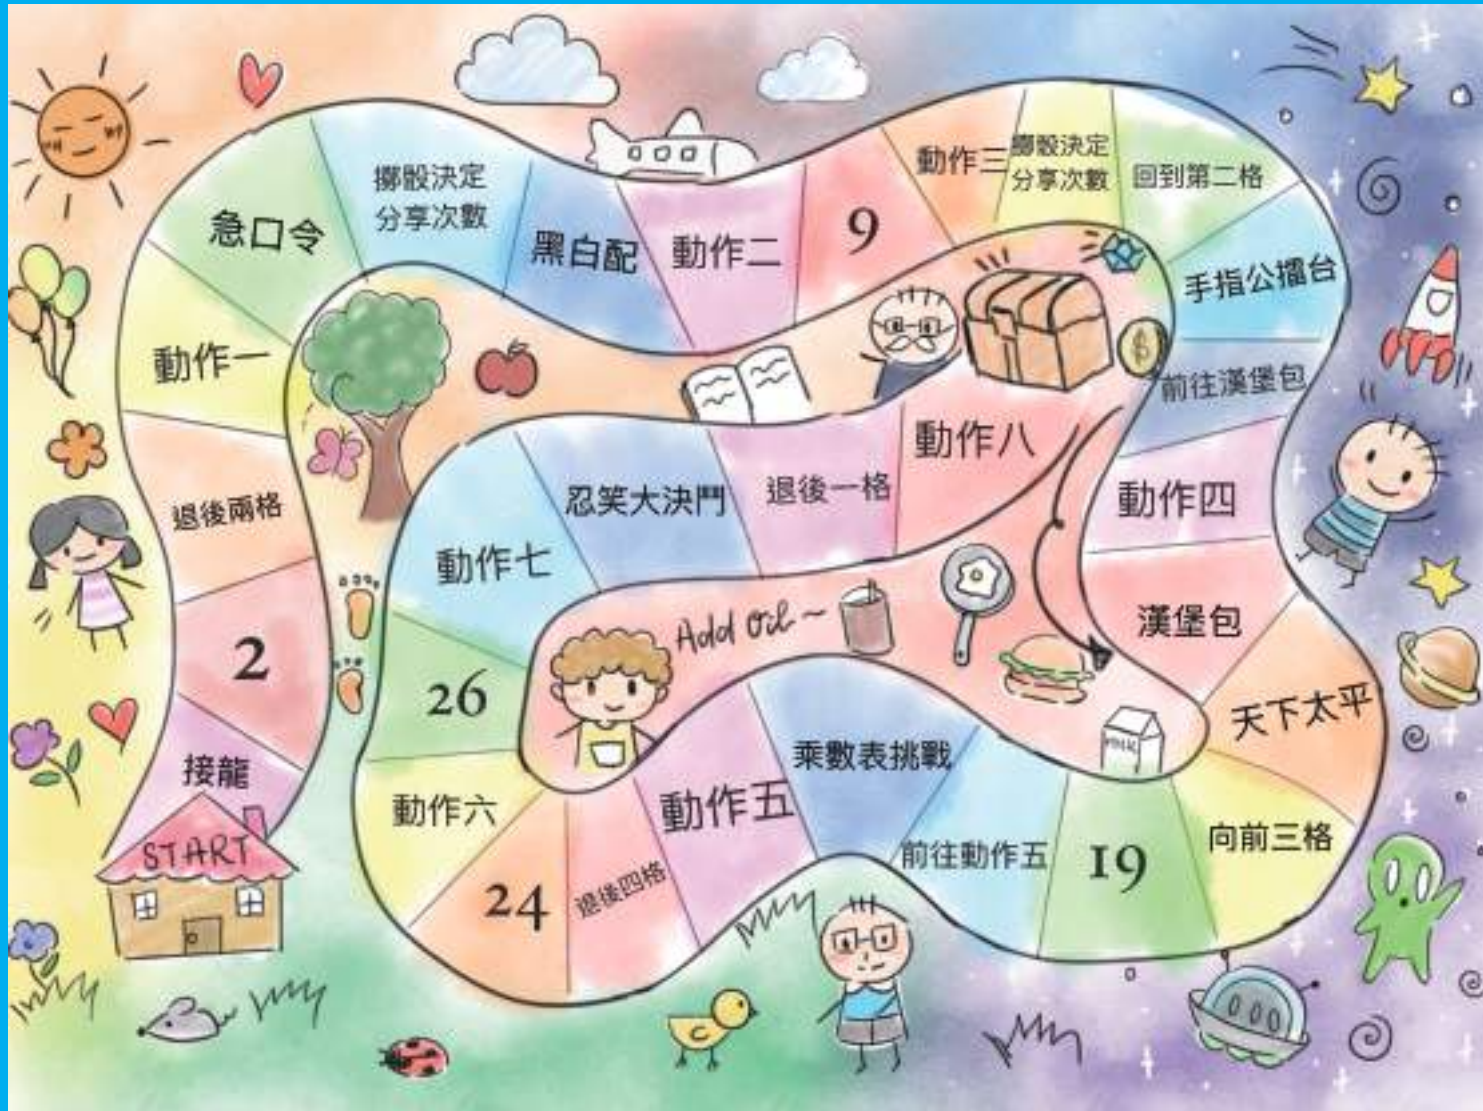 START
接龍
2
退後兩格
動作一
急口令
擲骰決定
分享次數
黑白配
動作二
9
動作三
擲骰決定
分享次數
回到第二格
手指公擂台
前往漢堡包
動作四
漢堡包
天下太平
向前三格
19
前往動作五
乘數表挑戰
動作五
退後四格
24
動作六
26
動作七
忍笑大決鬥
退後一格
動作八
Add Oil~
MILK